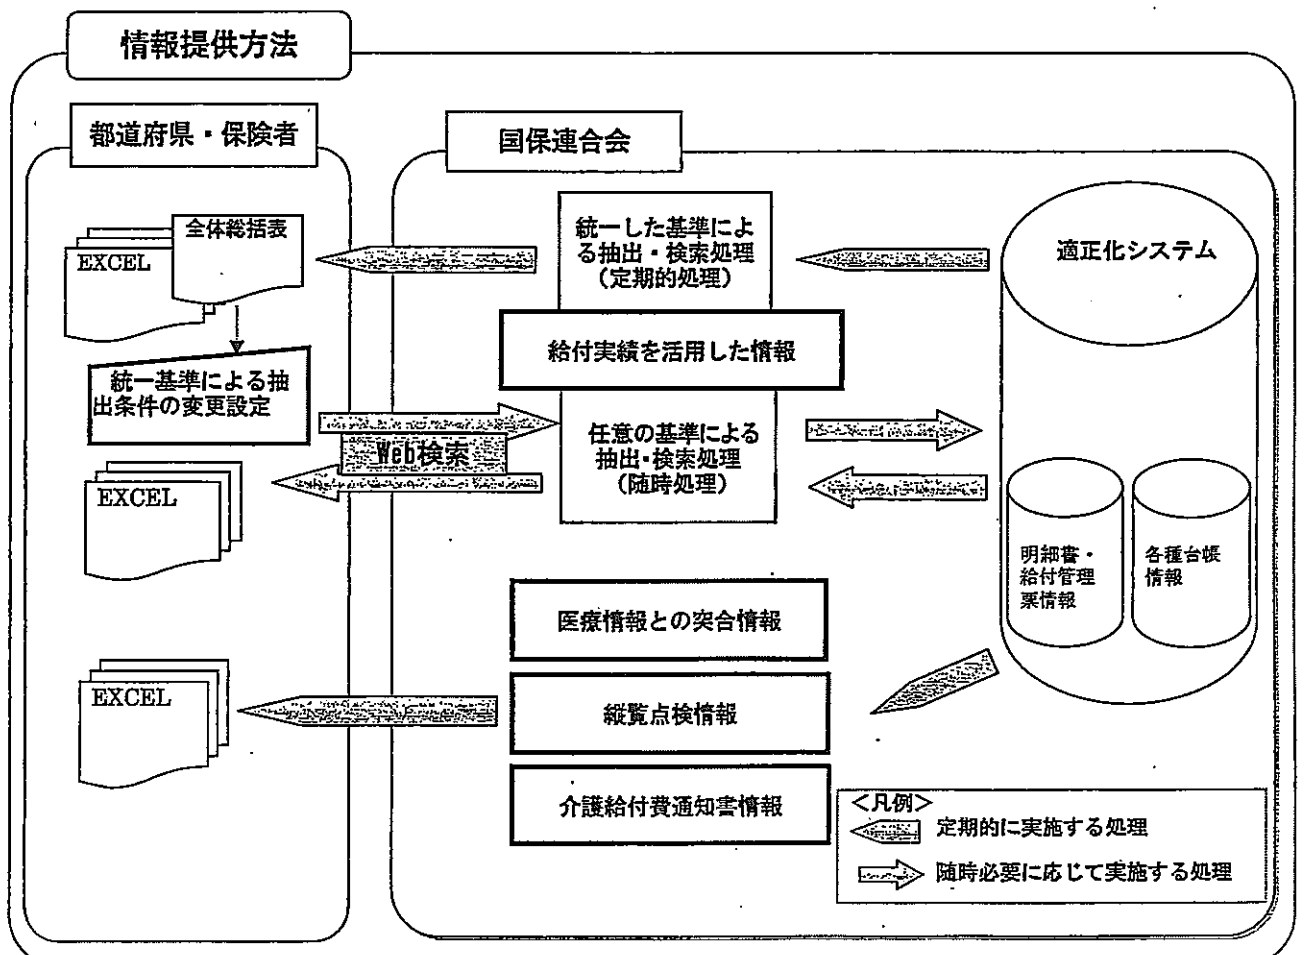 情報提供方法
都道府県・保険者
国保連合会
全体総括表
EXCEL
統一基準による抽
出条件の変更設定
EXCEL
EXCEL
Web検索
統一した基準によ
る抽出・検索処理
(定期的処理)
給付実績を活用した情報
任意の基準による
抽出・検索処理
(随時処理)
医療情報との突合情報
縦覧点検情報
介護給付費通知書情報
適正化システム
明細書・
給付管理
票情報
各種台帳
情報
<凡例>
定期的に実施する処理
随時必要に応じて実施する処理